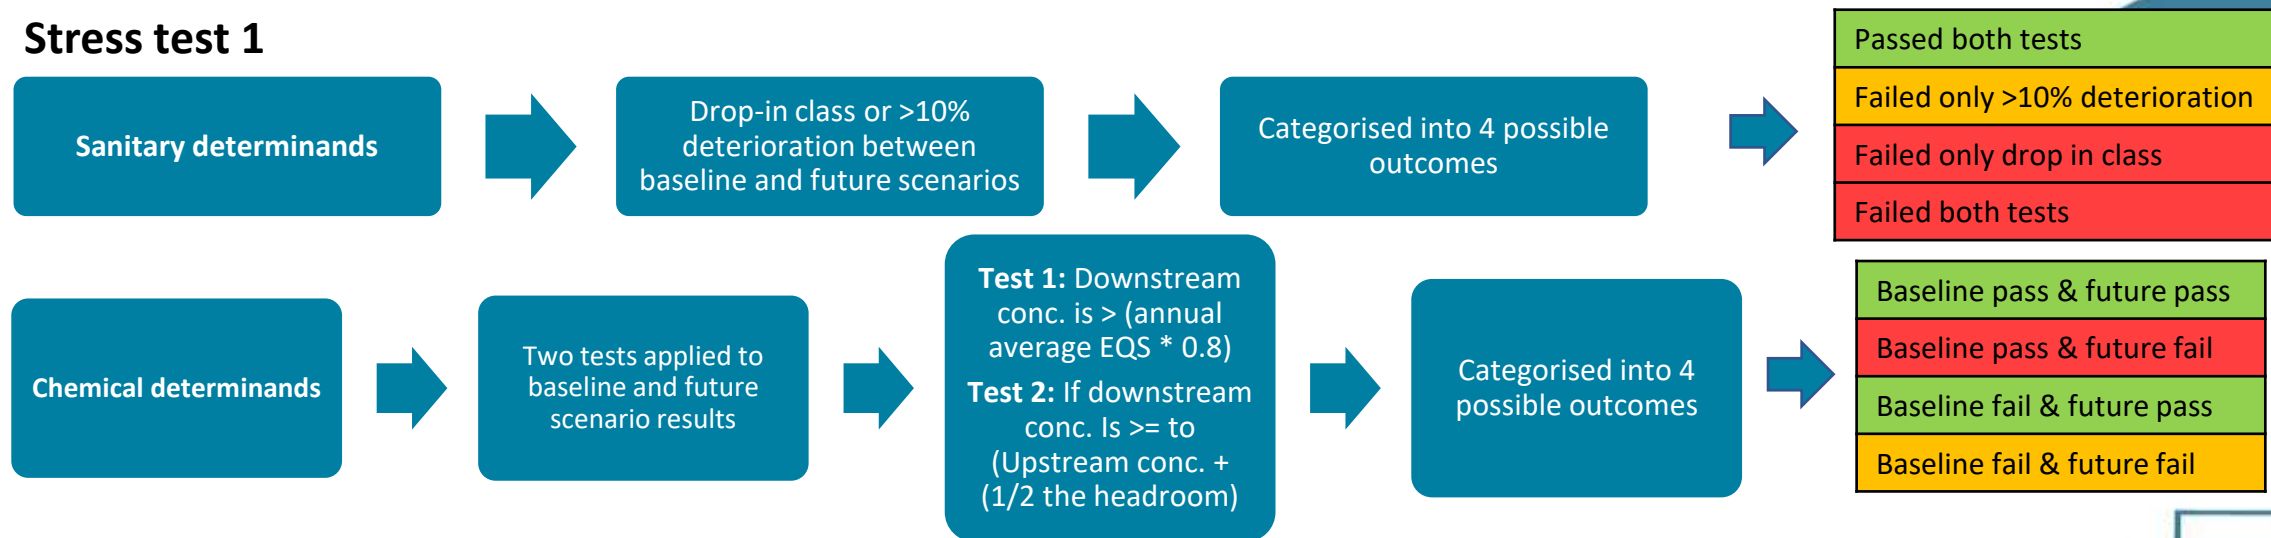 Stress test 1
Sanitary determinands
Drop-in class or >10%
deterioration between
baseline and future scenarios
Categorised into 4 possible
outcomes
Passed both tests
Failed only >10% deterioration
Failed only drop in class
Failed both tests
Chemical determinands
Two tests applied to
baseline and future
scenario results
Test 1: Downstream
conc. is > (annual
average EQS * 0.8)
Test 2: If downstream
conc. Is >= to
(Upstream conc. +
(1/2 the headroom)
Categorised into 4
possible outcomes
Baseline pass & future pass
Baseline pass & future fail
Baseline fail & future pass
Baseline fail & future fail